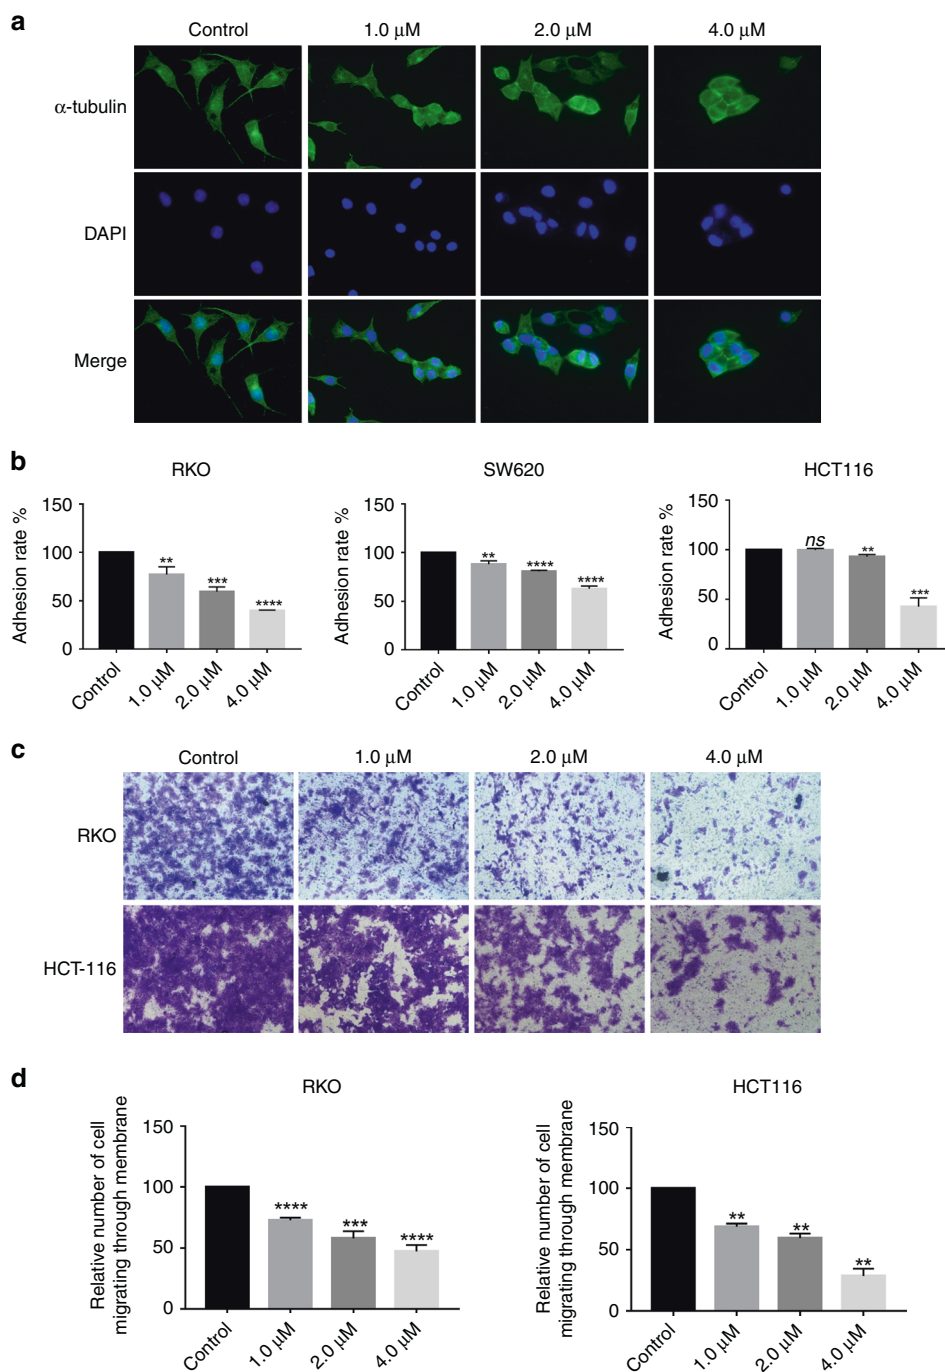 a
Control
1.0 μM
2.0 μM
4.0 μM
α-tubulin
DAPI
Merge
b
RKO
SW620
HCT116
Adhesion rate %
150
100
50
0
**
***
****
Control
1.0 μM
2.0 μM
4.0 μM
Adhesion rate %
150
100
50
0
**
****
****
Control
1.0 μM
2.0 μM
4.0 μM
Adhesion rate %
150
100
50
0
ns
**
***
Control
1.0 μM
2.0 μM
4.0 μM
c
Control
1.0 μM
2.0 μM
4.0 μM
RKO
HCT-116
d
RKO
HCT116
Relative number of cell
migrating through membrane
150
100
50
0
****
***
****
Control
1.0 μM
2.0 μM
4.0 μM
Relative number of cell
migrating through membrane
150
100
50
0
**
**
**
Control
1.0 μM
2.0 μM
4.0 μM